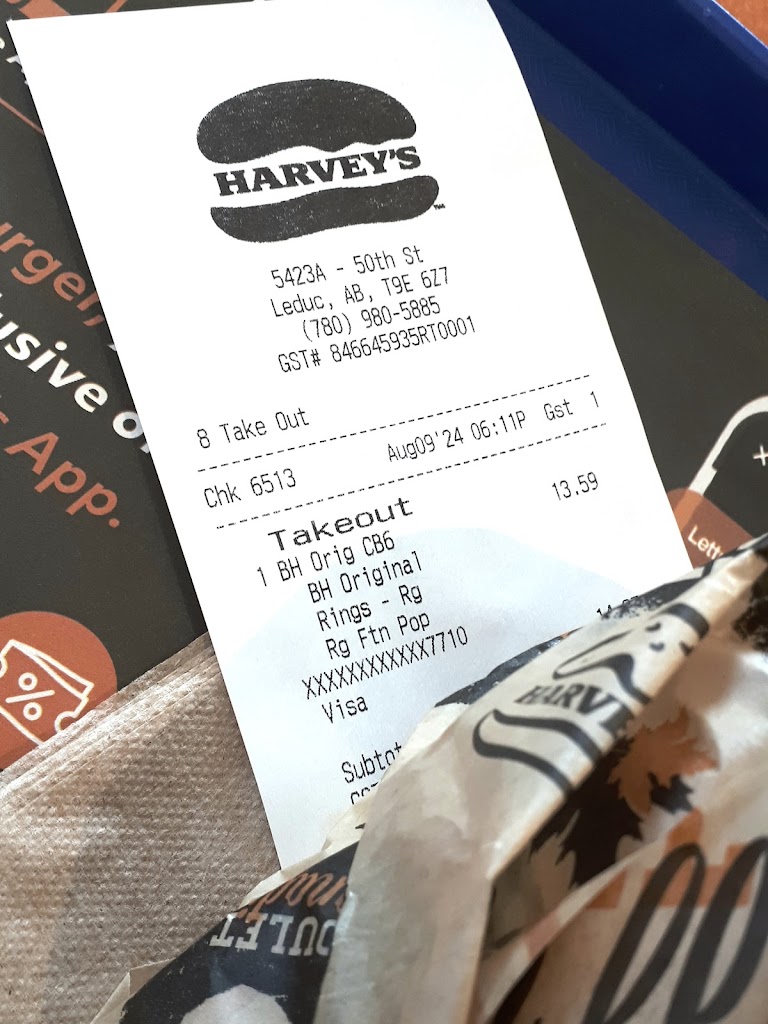 HARVEY'S
5423A - 50th St
Leduc, AB, T9E 6Z7
(780) 980-5885
GST# 846645935RT0001
8 Take Out
Chk 6513 Aug09'24 06:11P Gst 1
Takeout
1 BH Orig CB6 13.59
BH Original
Rings - Rg
Rg Ftn Pop
XXXXXXXXXXXX7710
Visa
App.
%